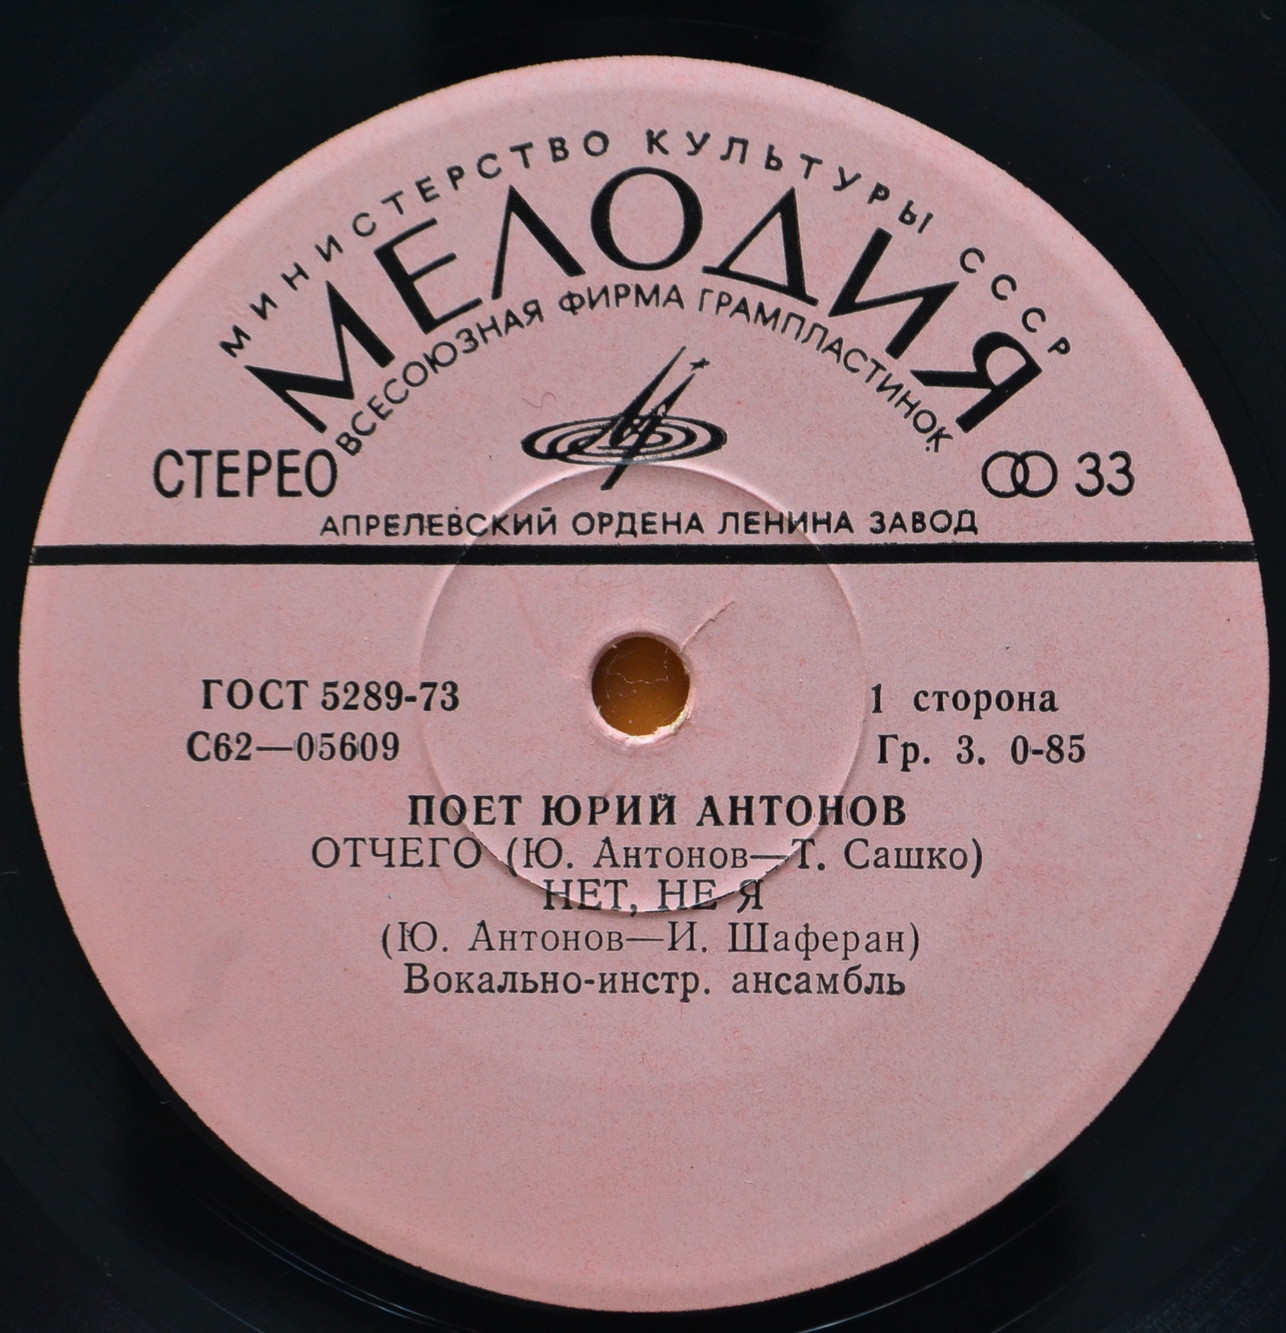 МИНИСТЕРСТВО КУЛЬТУРЫ СССР
МЕЛОДИЯ
ВСЕСОЮЗНАЯ ФИРМА ГРАМПЛАСТИНОК
СТЕРЕО
33
АПРЕЛЕВСКИЙ ОРДЕНА ЛЕНИНА ЗАВОД
ГОСТ 5289-73
1 сторона
С62—05609
Гр. 3. 0-85
ПОЕТ ЮРИЙ АНТОНОВ
ОТЧЕГО (Ю. Антонов—Т. Сашко)
НЕТ, НЕ Я
(Ю. Антонов—И. Шаферан)
Вокально-инстр. ансамбль